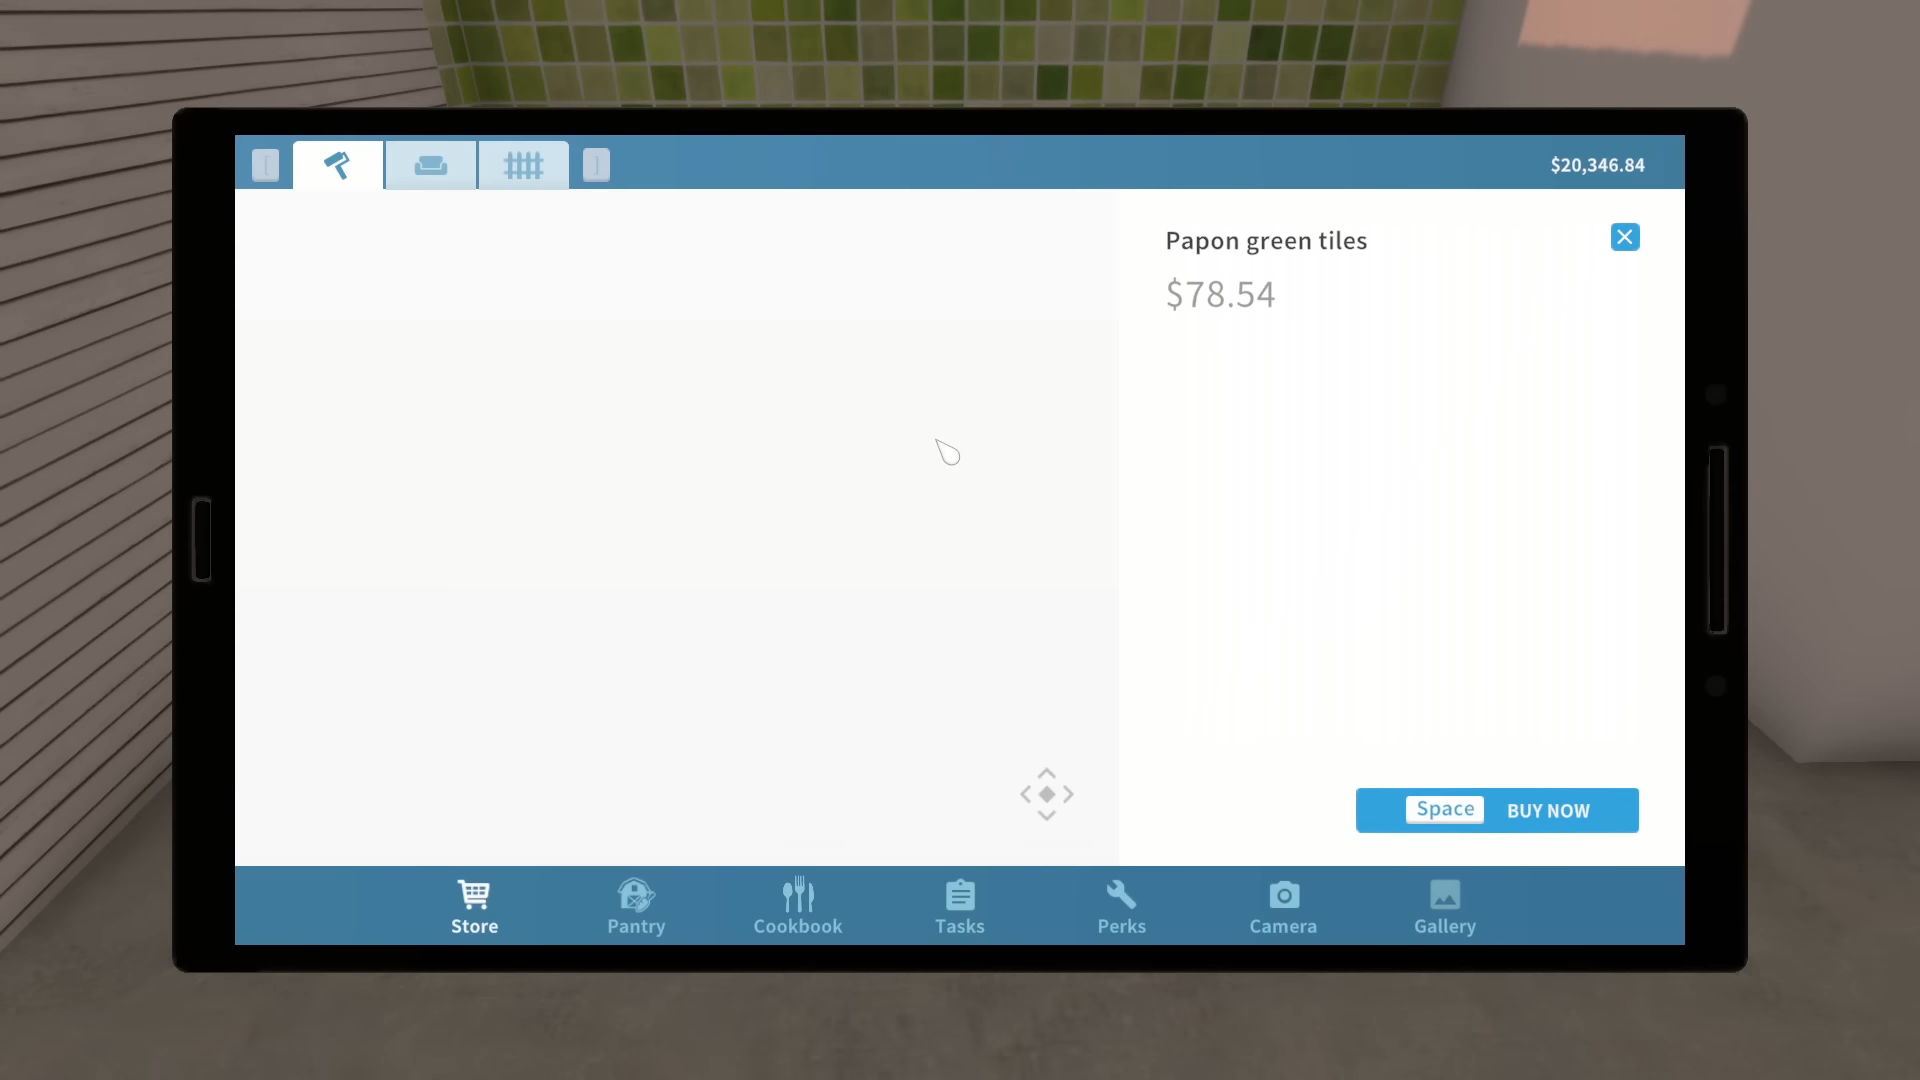 $20,346.84
Papon green tiles
$78.54
Space BUY NOW
Store Pantry Cookbook Tasks Perks Camera Gallery